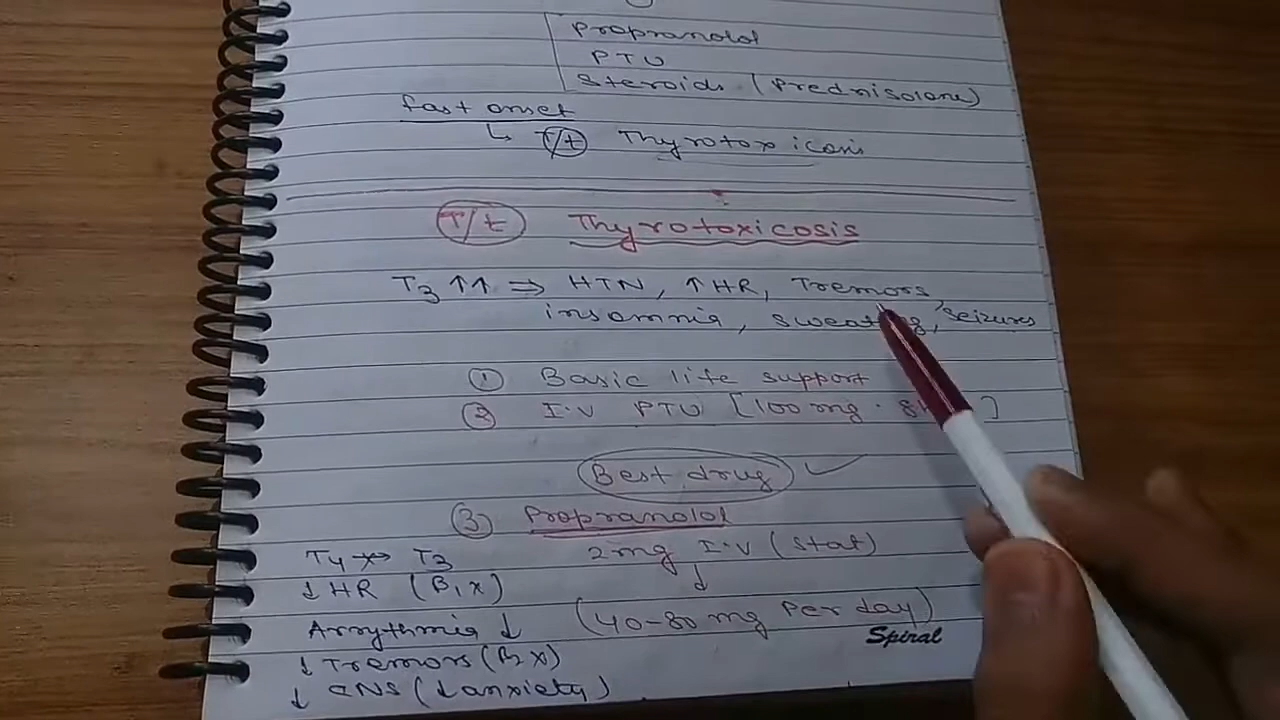 Propranolol
PTU
Steroids (Prednisolone)
fast onset
↳ T/t Thyrotoxicosis
T/t Thyrotoxicosis
T3 ↑↑ ⇒ HTN, ↑HR, Tremors,
insomnia, sweating, seizures
① Basic life support
② I.V PTU [100 mg. ]
Best drug ✓
③ Propranolol
T4 ↛ T3 2mg I.V (Stat)
↓
↓ HR (β1 x) (40-80 mg Per day)
Arrythmia ↓
Spiral
↓ Tremors (β2 x)
↓ CNS (↓anxiety)